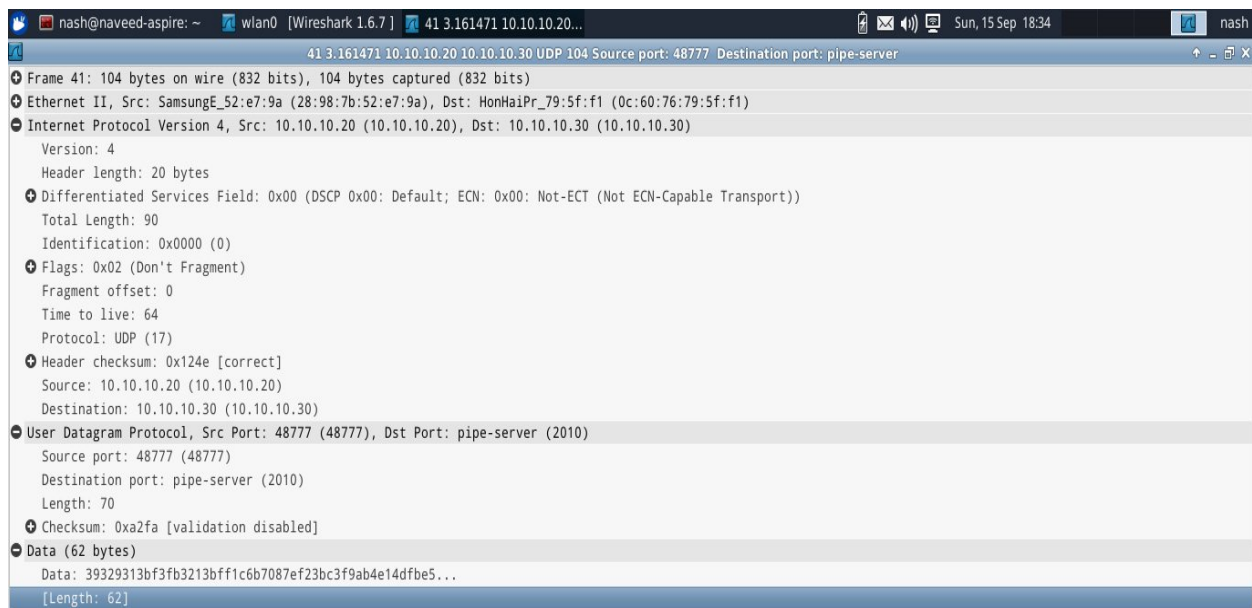 nash@naveed-aspire: ~ wlan0 [Wireshark 1.6.7 ] 41 3.161471 10.10.10.20... Sun, 15 Sep 18:34 nash
41 3.161471 10.10.10.20 10.10.10.30 UDP 104 Source port: 48777 Destination port: pipe-server
Frame 41: 104 bytes on wire (832 bits), 104 bytes captured (832 bits)
Ethernet II, Src: SamsungE_52:e7:9a (28:98:7b:52:e7:9a), Dst: HonHaiPr_79:5f:f1 (0c:60:76:79:5f:f1)
Internet Protocol Version 4, Src: 10.10.10.20 (10.10.10.20), Dst: 10.10.10.30 (10.10.10.30)
Version: 4
Header length: 20 bytes
Differentiated Services Field: 0x00 (DSCP 0x00: Default; ECN: 0x00: Not-ECT (Not ECN-Capable Transport))
Total Length: 90
Identification: 0x0000 (0)
Flags: 0x02 (Don't Fragment)
Fragment offset: 0
Time to live: 64
Protocol: UDP (17)
Header checksum: 0x124e [correct]
Source: 10.10.10.20 (10.10.10.20)
Destination: 10.10.10.30 (10.10.10.30)
User Datagram Protocol, Src Port: 48777 (48777), Dst Port: pipe-server (2010)
Source port: 48777 (48777)
Destination port: pipe-server (2010)
Length: 70
Checksum: 0xa2fa [validation disabled]
Data (62 bytes)
Data: 39329313bf3fb3213bff1c6b7087ef23bc3f9ab4e14dfbe5...
[Length: 62]